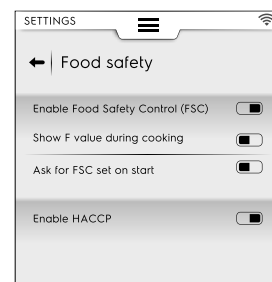 SETTINGS
Food safety
Enable Food Safety Control (FSC)
Show F value during cooking
Ask for FSC set on start
Enable HACCP